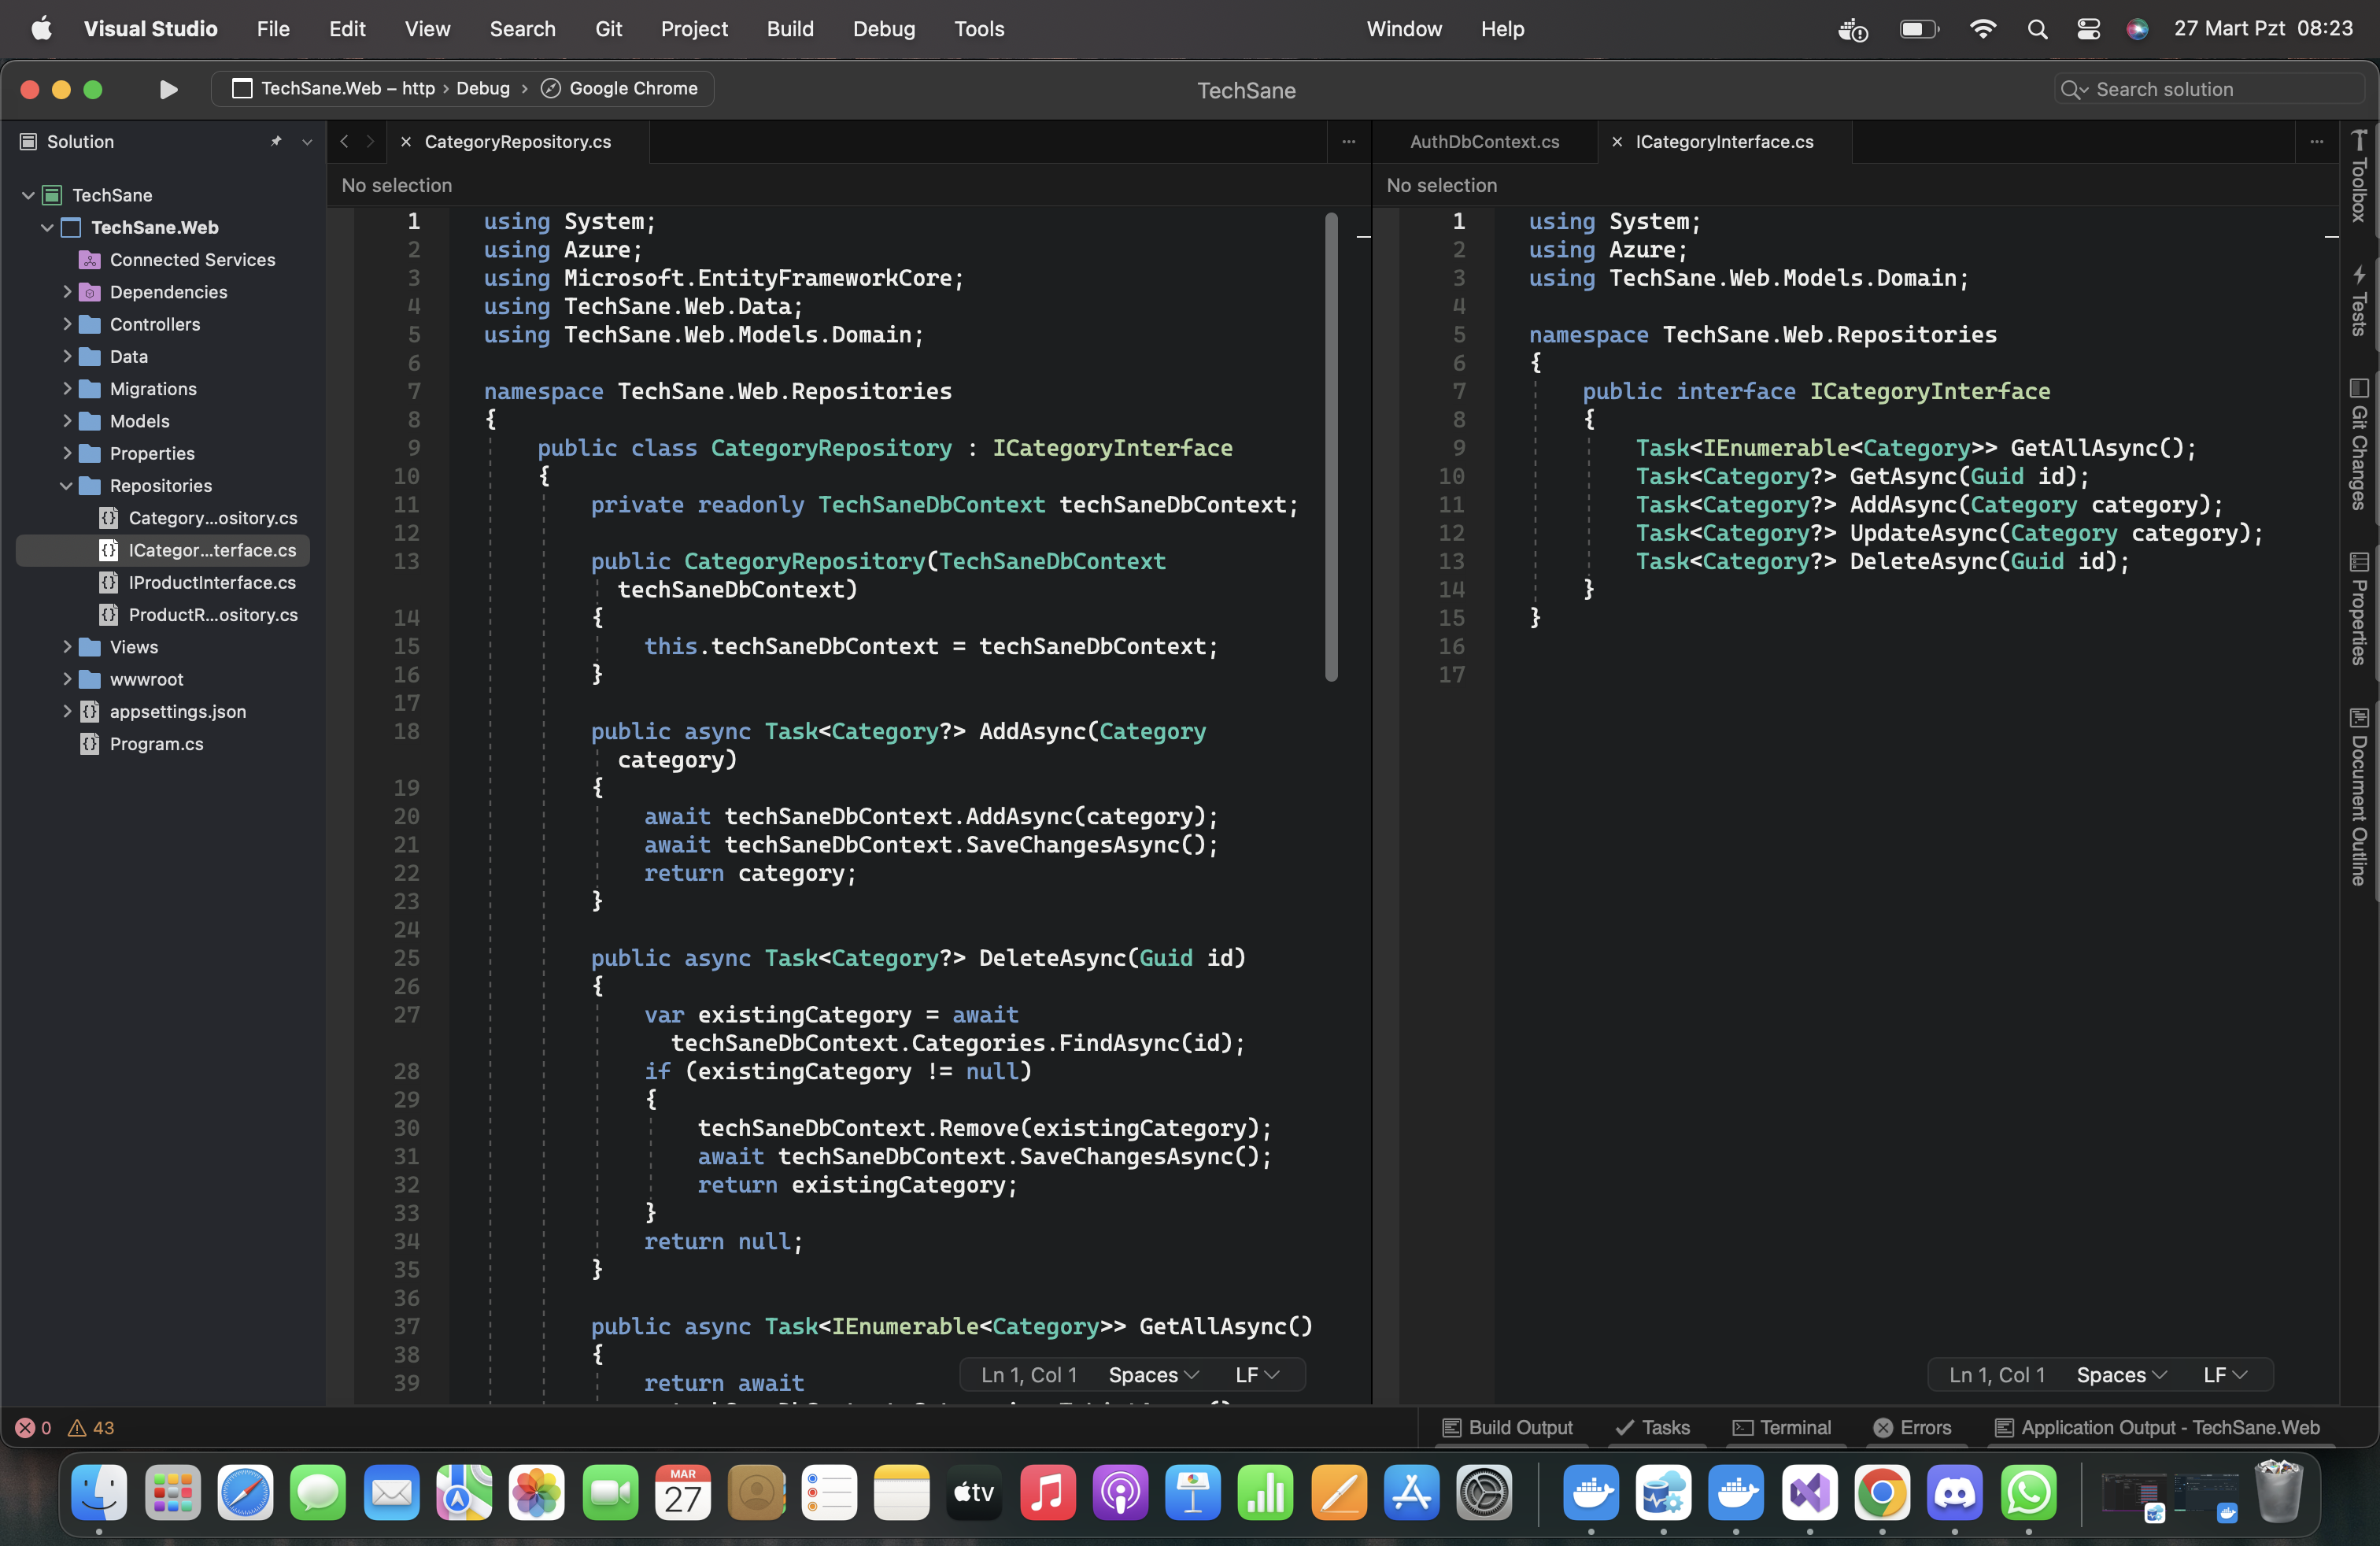 Visual Studio File Edit View Search Git Project Build Debug Tools Window Help 27 Mart Pzt 08:23
TechSane.Web – http › Debug › Google Chrome
TechSane
Search solution
Solution
TechSane
TechSane.Web
Connected Services
Dependencies
Controllers
Data
Migrations
Models
Properties
Repositories
Category...ository.cs
ICategor...terface.cs
IProductInterface.cs
ProductR...ository.cs
Views
wwwroot
appsettings.json
Program.cs
CategoryRepository.cs
No selection
1 using System;
2 using Azure;
3 using Microsoft.EntityFrameworkCore;
4 using TechSane.Web.Data;
5 using TechSane.Web.Models.Domain;
6
7 namespace TechSane.Web.Repositories
8 {
9 public class CategoryRepository : ICategoryInterface
10 {
11 private readonly TechSaneDbContext techSaneDbContext;
12
13 public CategoryRepository(TechSaneDbContext
techSaneDbContext)
14 {
15 this.techSaneDbContext = techSaneDbContext;
16 }
17
18 public async Task<Category?> AddAsync(Category
category)
19 {
20 await techSaneDbContext.AddAsync(category);
21 await techSaneDbContext.SaveChangesAsync();
22 return category;
23 }
24
25 public async Task<Category?> DeleteAsync(Guid id)
26 {
27 var existingCategory = await
techSaneDbContext.Categories.FindAsync(id);
28 if (existingCategory != null)
29 {
30 techSaneDbContext.Remove(existingCategory);
31 await techSaneDbContext.SaveChangesAsync();
32 return existingCategory;
33 }
34 return null;
35 }
36
37 public async Task<IEnumerable<Category>> GetAllAsync()
38 {
39 return await
Ln 1, Col 1 Spaces LF
AuthDbContext.cs ICategoryInterface.cs
No selection
1 using System;
2 using Azure;
3 using TechSane.Web.Models.Domain;
4
5 namespace TechSane.Web.Repositories
6 {
7 public interface ICategoryInterface
8 {
9 Task<IEnumerable<Category>> GetAllAsync();
10 Task<Category?> GetAsync(Guid id);
11 Task<Category?> AddAsync(Category category);
12 Task<Category?> UpdateAsync(Category category);
13 Task<Category?> DeleteAsync(Guid id);
14 }
15 }
16
17
Ln 1, Col 1 Spaces LF
Toolbox
Tests
Git Changes
Properties
Document Outline
0 43
Build Output Tasks Terminal Errors Application Output - TechSane.Web
MAR
27
tv